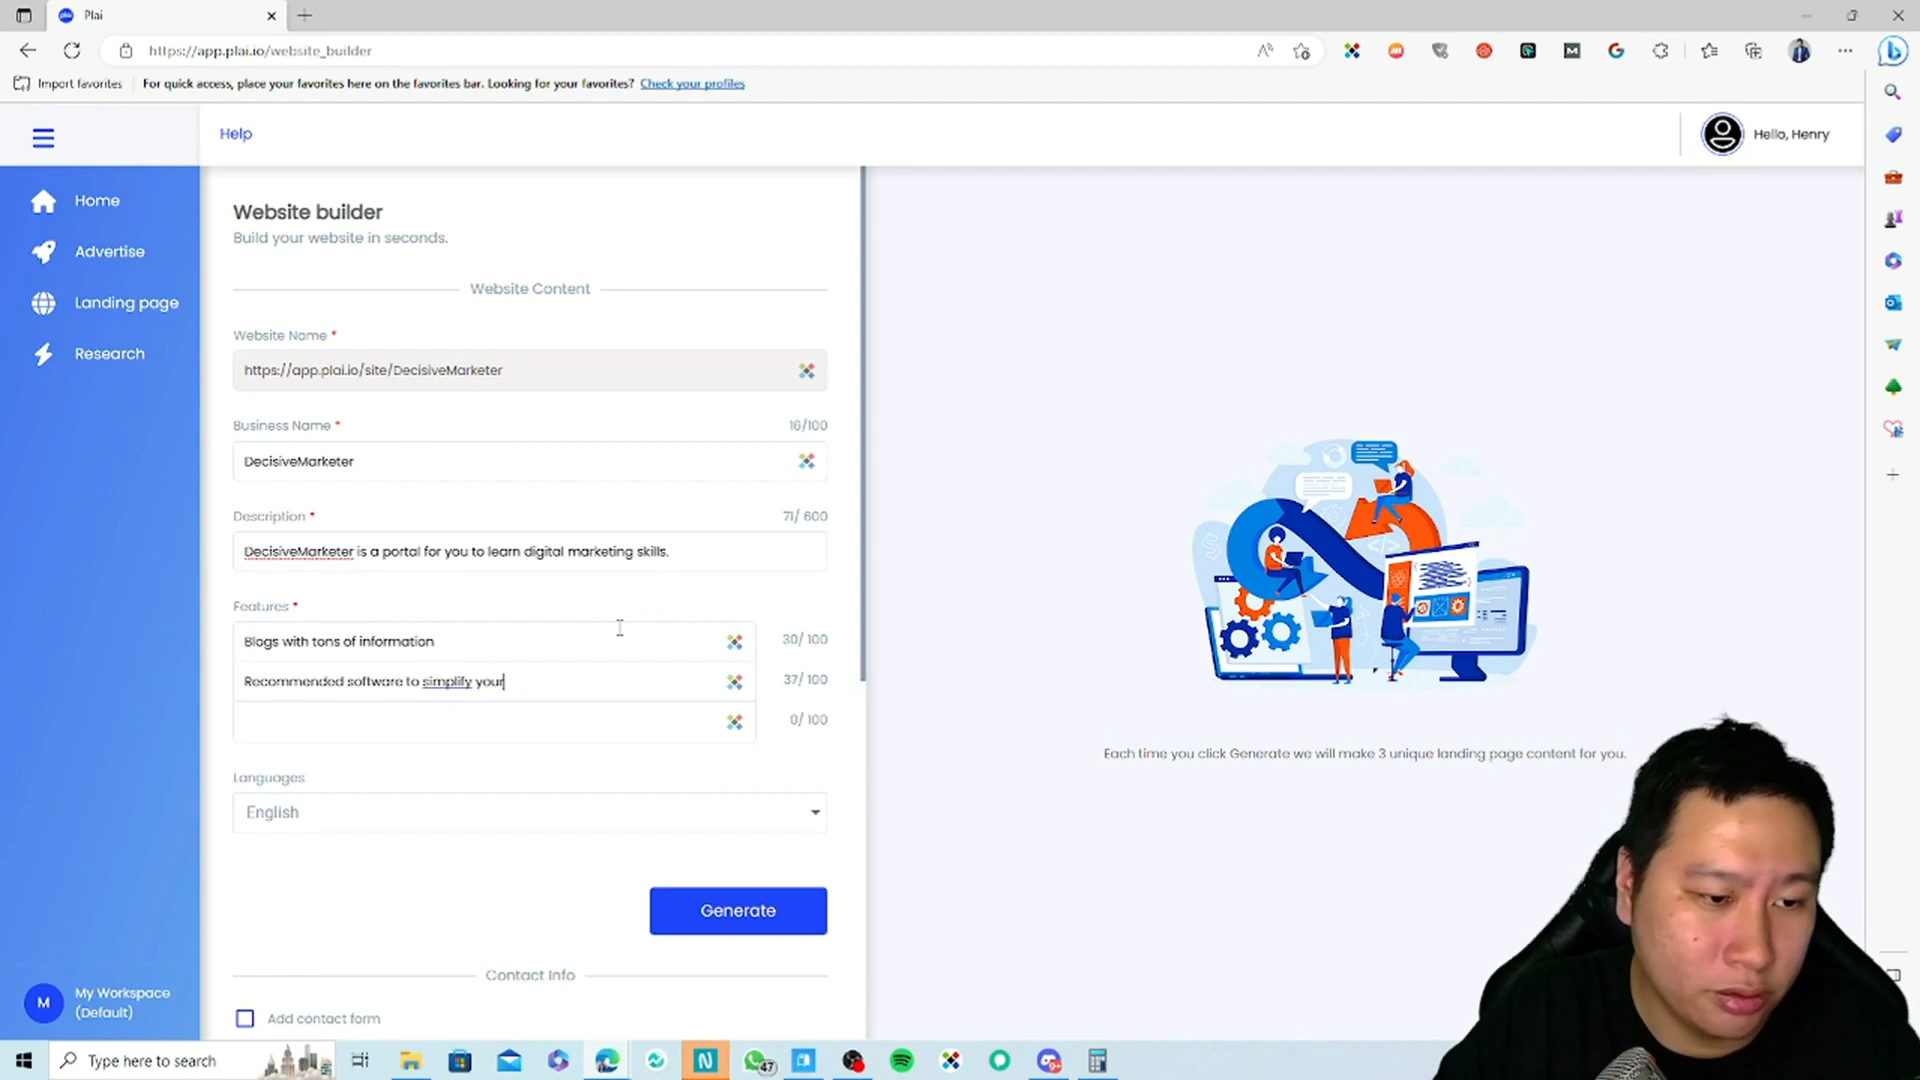 Plai
https://app.plai.io/website_builder
Import favorites
For quick access, place your favorites here on the favorites bar. Looking for your favorites? Check your profiles
Help
Hello, Henry
Home
Advertise
Landing page
Research
Website builder
Build your website in seconds.
Website Content
Website Name *
https://app.plai.io/site/DecisiveMarketer
Business Name *
16/100
DecisiveMarketer
Description *
71/ 600
DecisiveMarketer is a portal for you to learn digital marketing skills.
Features *
Blogs with tons of information
30/ 100
Recommended software to simplify your
37/ 100
0/ 100
Languages
English
Generate
Each time you click Generate we will make 3 unique landing page content for you.
Contact Info
Add contact form
M
My Workspace
(Default)
Type here to search
47